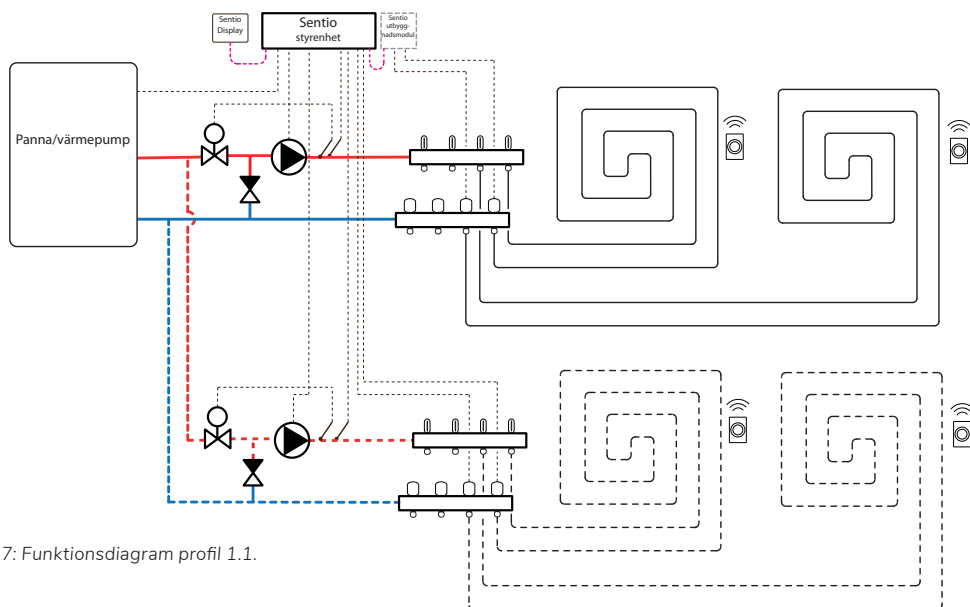 Sentio
Display
Sentio
styrenhet
Sentio
utbygg-
nadsmodul
Panna/värmepump
7: Funktionsdiagram profil 1.1.